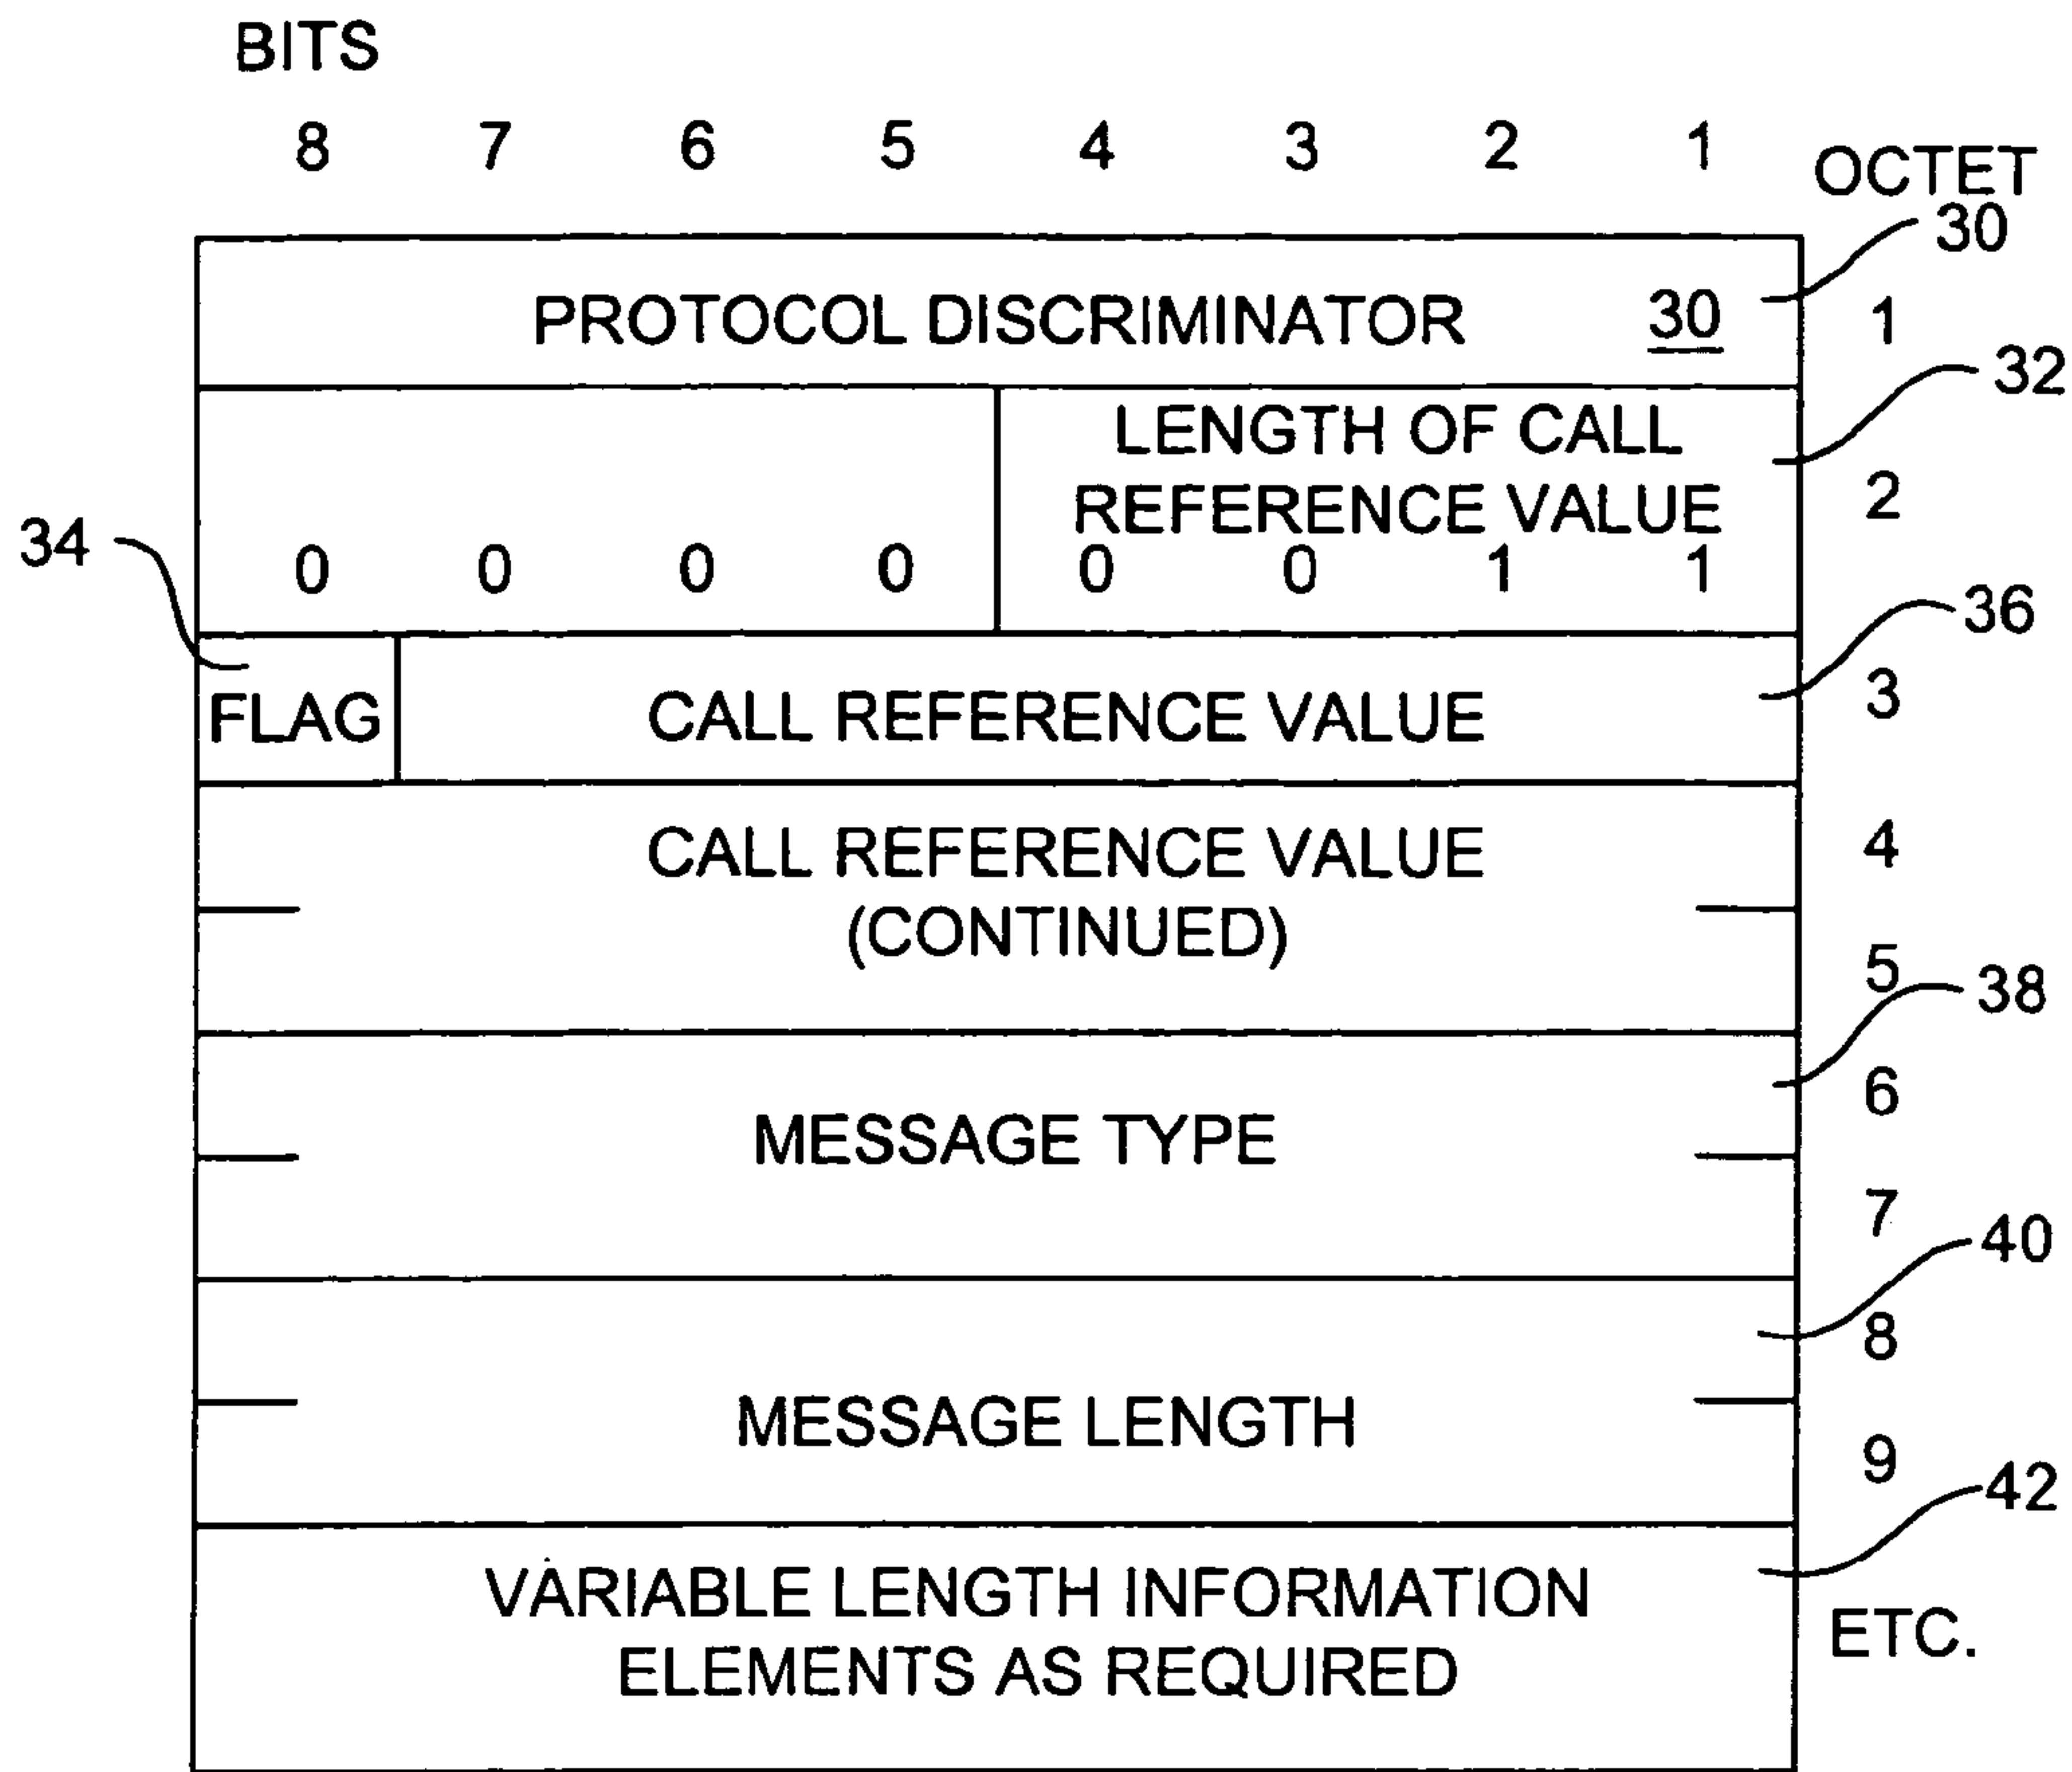 BITS
8 7 6 5 4 3 2 1
OCTET
30
PROTOCOL DISCRIMINATOR 30 1
32
LENGTH OF CALL
REFERENCE VALUE 2
34
0 0 0 0 0 0 1 1
36
FLAG CALL REFERENCE VALUE 3
CALL REFERENCE VALUE 4
(CONTINUED)
5
38
6
MESSAGE TYPE
7
40
8
MESSAGE LENGTH
9
42
VARIABLE LENGTH INFORMATION
ETC.
ELEMENTS AS REQUIRED